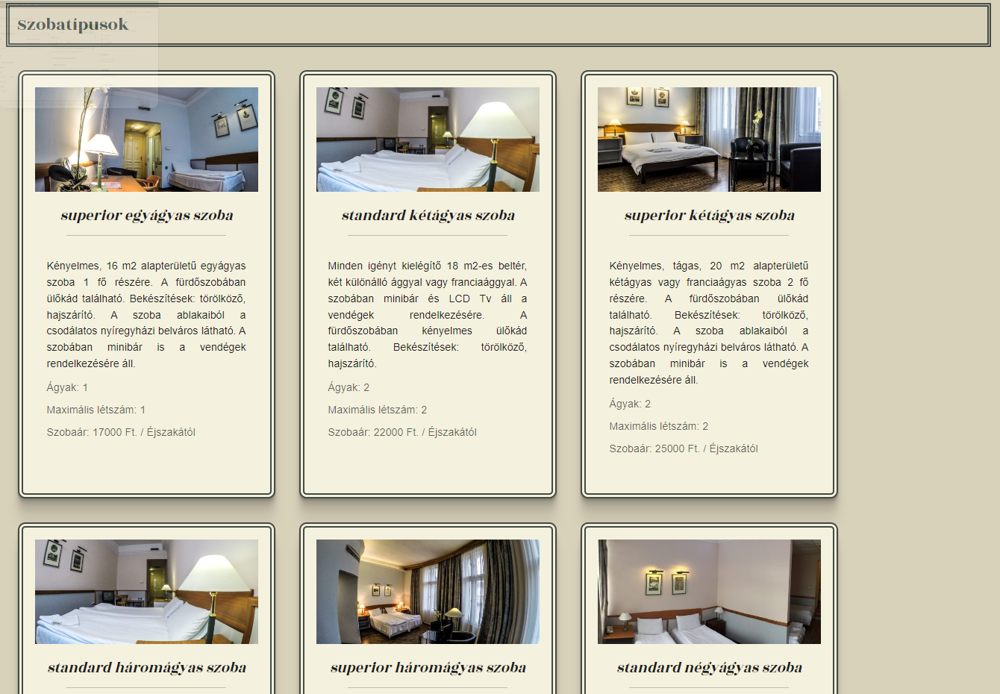 Szobatípusok
superior egyágyas szoba
Kényelmes, 16 m2 alapterületű egyágyas
szoba 1 fő részére. A fürdőszobában
ülőkád található. Bekészítések: törölköző,
hajszárító. A szoba ablakaiból a
csodálatos nyíregyházi belváros látható. A
szobában minibár is a vendégek
rendelkezésére áll.
Ágyak: 1
Maximális létszám: 1
Szobaár: 17000 Ft. / Éjszakától
standard kétágyas szoba
Minden igényt kielégítő 18 m2-es beltér,
két különálló ággyal vagy franciaággyal. A
szobában minibár és LCD Tv áll a
vendégek rendelkezésére. A
fürdőszobában kényelmes ülőkád
található. Bekészítések: törölköző,
hajszárító.
Ágyak: 2
Maximális létszám: 2
Szobaár: 22000 Ft. / Éjszakától
superior kétágyas szoba
Kényelmes, tágas, 20 m2 alapterületű
kétágyas vagy franciaágyas szoba 2 fő
részére. A fürdőszobában ülőkád
található. Bekészítések: törölköző,
hajszárító. A szoba ablakaiból a
csodálatos nyíregyházi belváros látható. A
szobában minibár is a vendégek
rendelkezésére áll.
Ágyak: 2
Maximális létszám: 2
Szobaár: 25000 Ft. / Éjszakától
standard háromágyas szoba
superior háromágyas szoba
standard négyágyas szoba